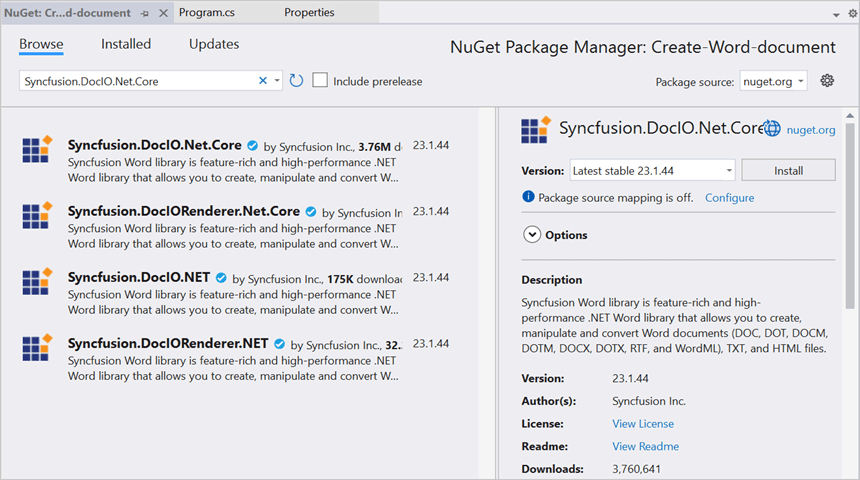 NuGet: Cr...d-document
Program.cs
Properties
Browse
Installed
Updates
NuGet Package Manager: Create-Word-document
Syncfusion.DocIO.Net.Core
Include prerelease
Package source: nuget.org
Syncfusion.DocIO.Net.Core by Syncfusion Inc., 3.76M 23.1.44
Syncfusion Word library is feature-rich and high-performance .NET
Word library that allows you to create, manipulate and convert W...
Syncfusion.DocIORenderer.Net.Core by Syncfusion 23.1.44
Syncfusion Word library is feature-rich and high-performance .NET
Word library that allows you to create, manipulate and convert W...
Syncfusion.DocIO.NET by Syncfusion Inc., 175K downloa 23.1.44
Syncfusion Word library is feature-rich and high-performance .NET
Word library that allows you to create, manipulate and convert W...
Syncfusion.DocIORenderer.NET by Syncfusion Inc., 32. 23.1.44
Syncfusion Word library is feature-rich and high-performance .NET
Word library that allows you to create, manipulate and convert W...
Syncfusion.DocIO.Net.Core nuget.org
Version: Latest stable 23.1.44 Install
Package source mapping is off. Configure
Options
Description
Syncfusion Word library is feature-rich and high-
performance .NET Word library that allows you to create,
manipulate and convert Word documents (DOC, DOT, DOCM,
DOTM, DOCX, DOTX, RTF, and WordML), TXT, and HTML files.
Version: 23.1.44
Author(s): Syncfusion Inc.
License: View License
Readme: View Readme
Downloads: 3,760,641